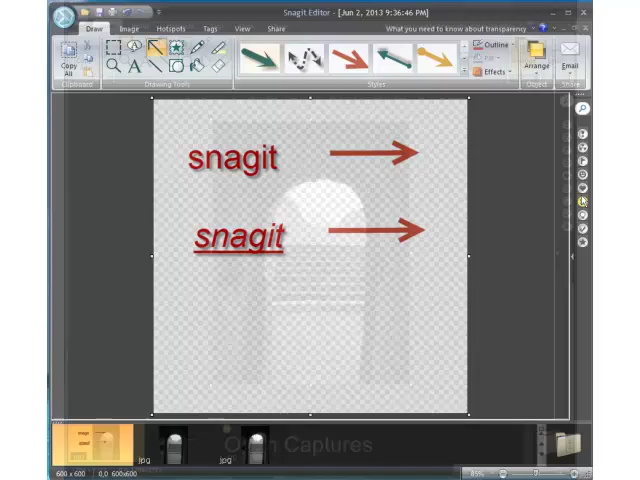 Snagit Editor - [Jun 2, 2013 9:36:46 PM]
Draw Image Hotspots Tags View Share What you need to know about transparency
Copy All
Outline
Fill
Effects
Arrange
Email
Clipboard Drawing Tools Styles Object Share
snagit
snagit
Open Captures
jpg jpg
600 x 600 0,0 600x600 85%